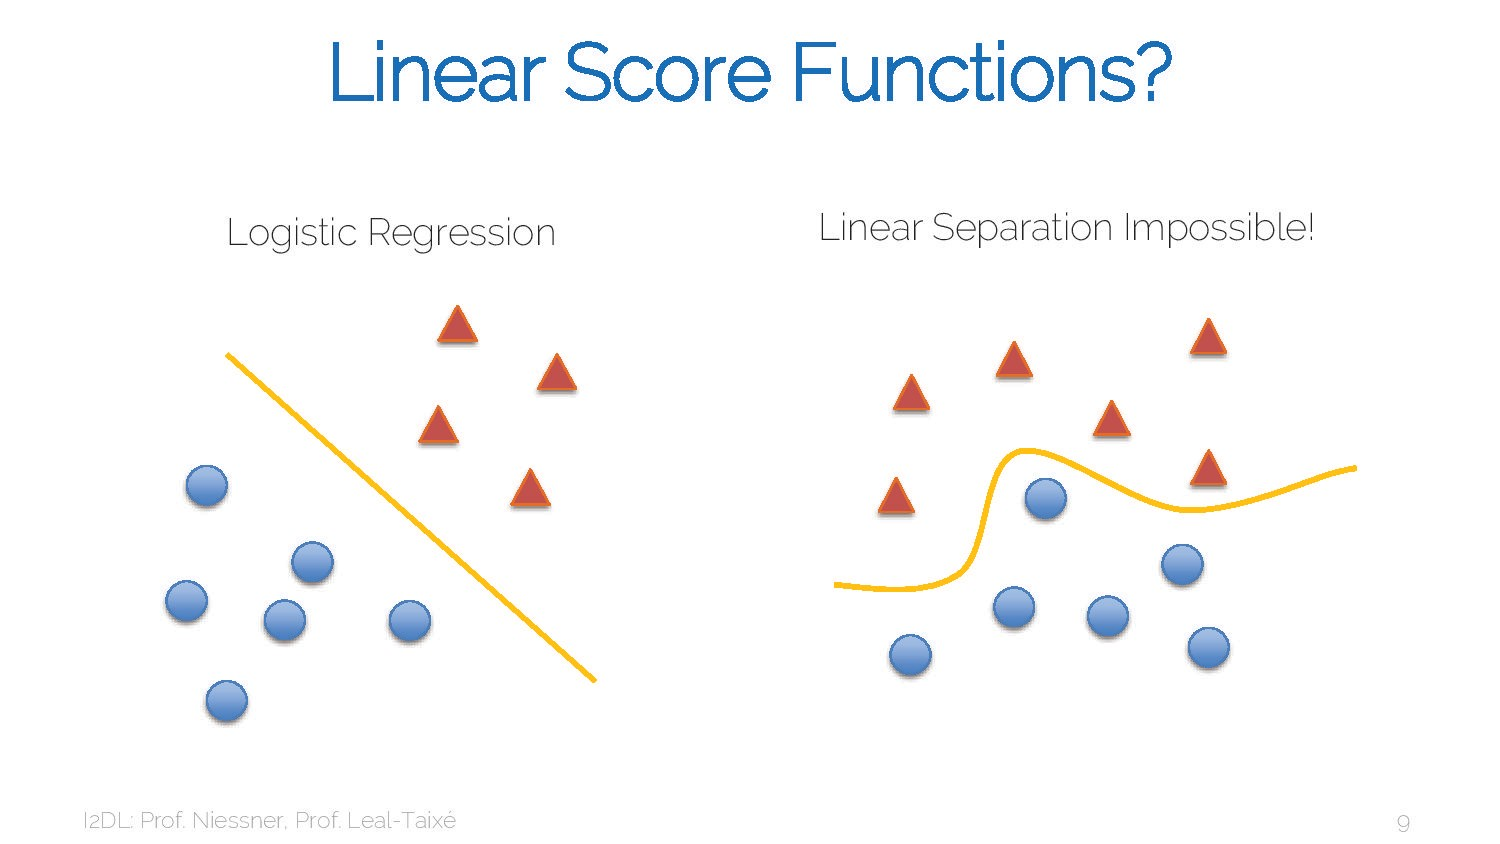 Linear Score Functions?
Logistic Regression
Linear Separation Impossible!
I2DL: Prof. Niessner, Prof. Leal-Taixé
9